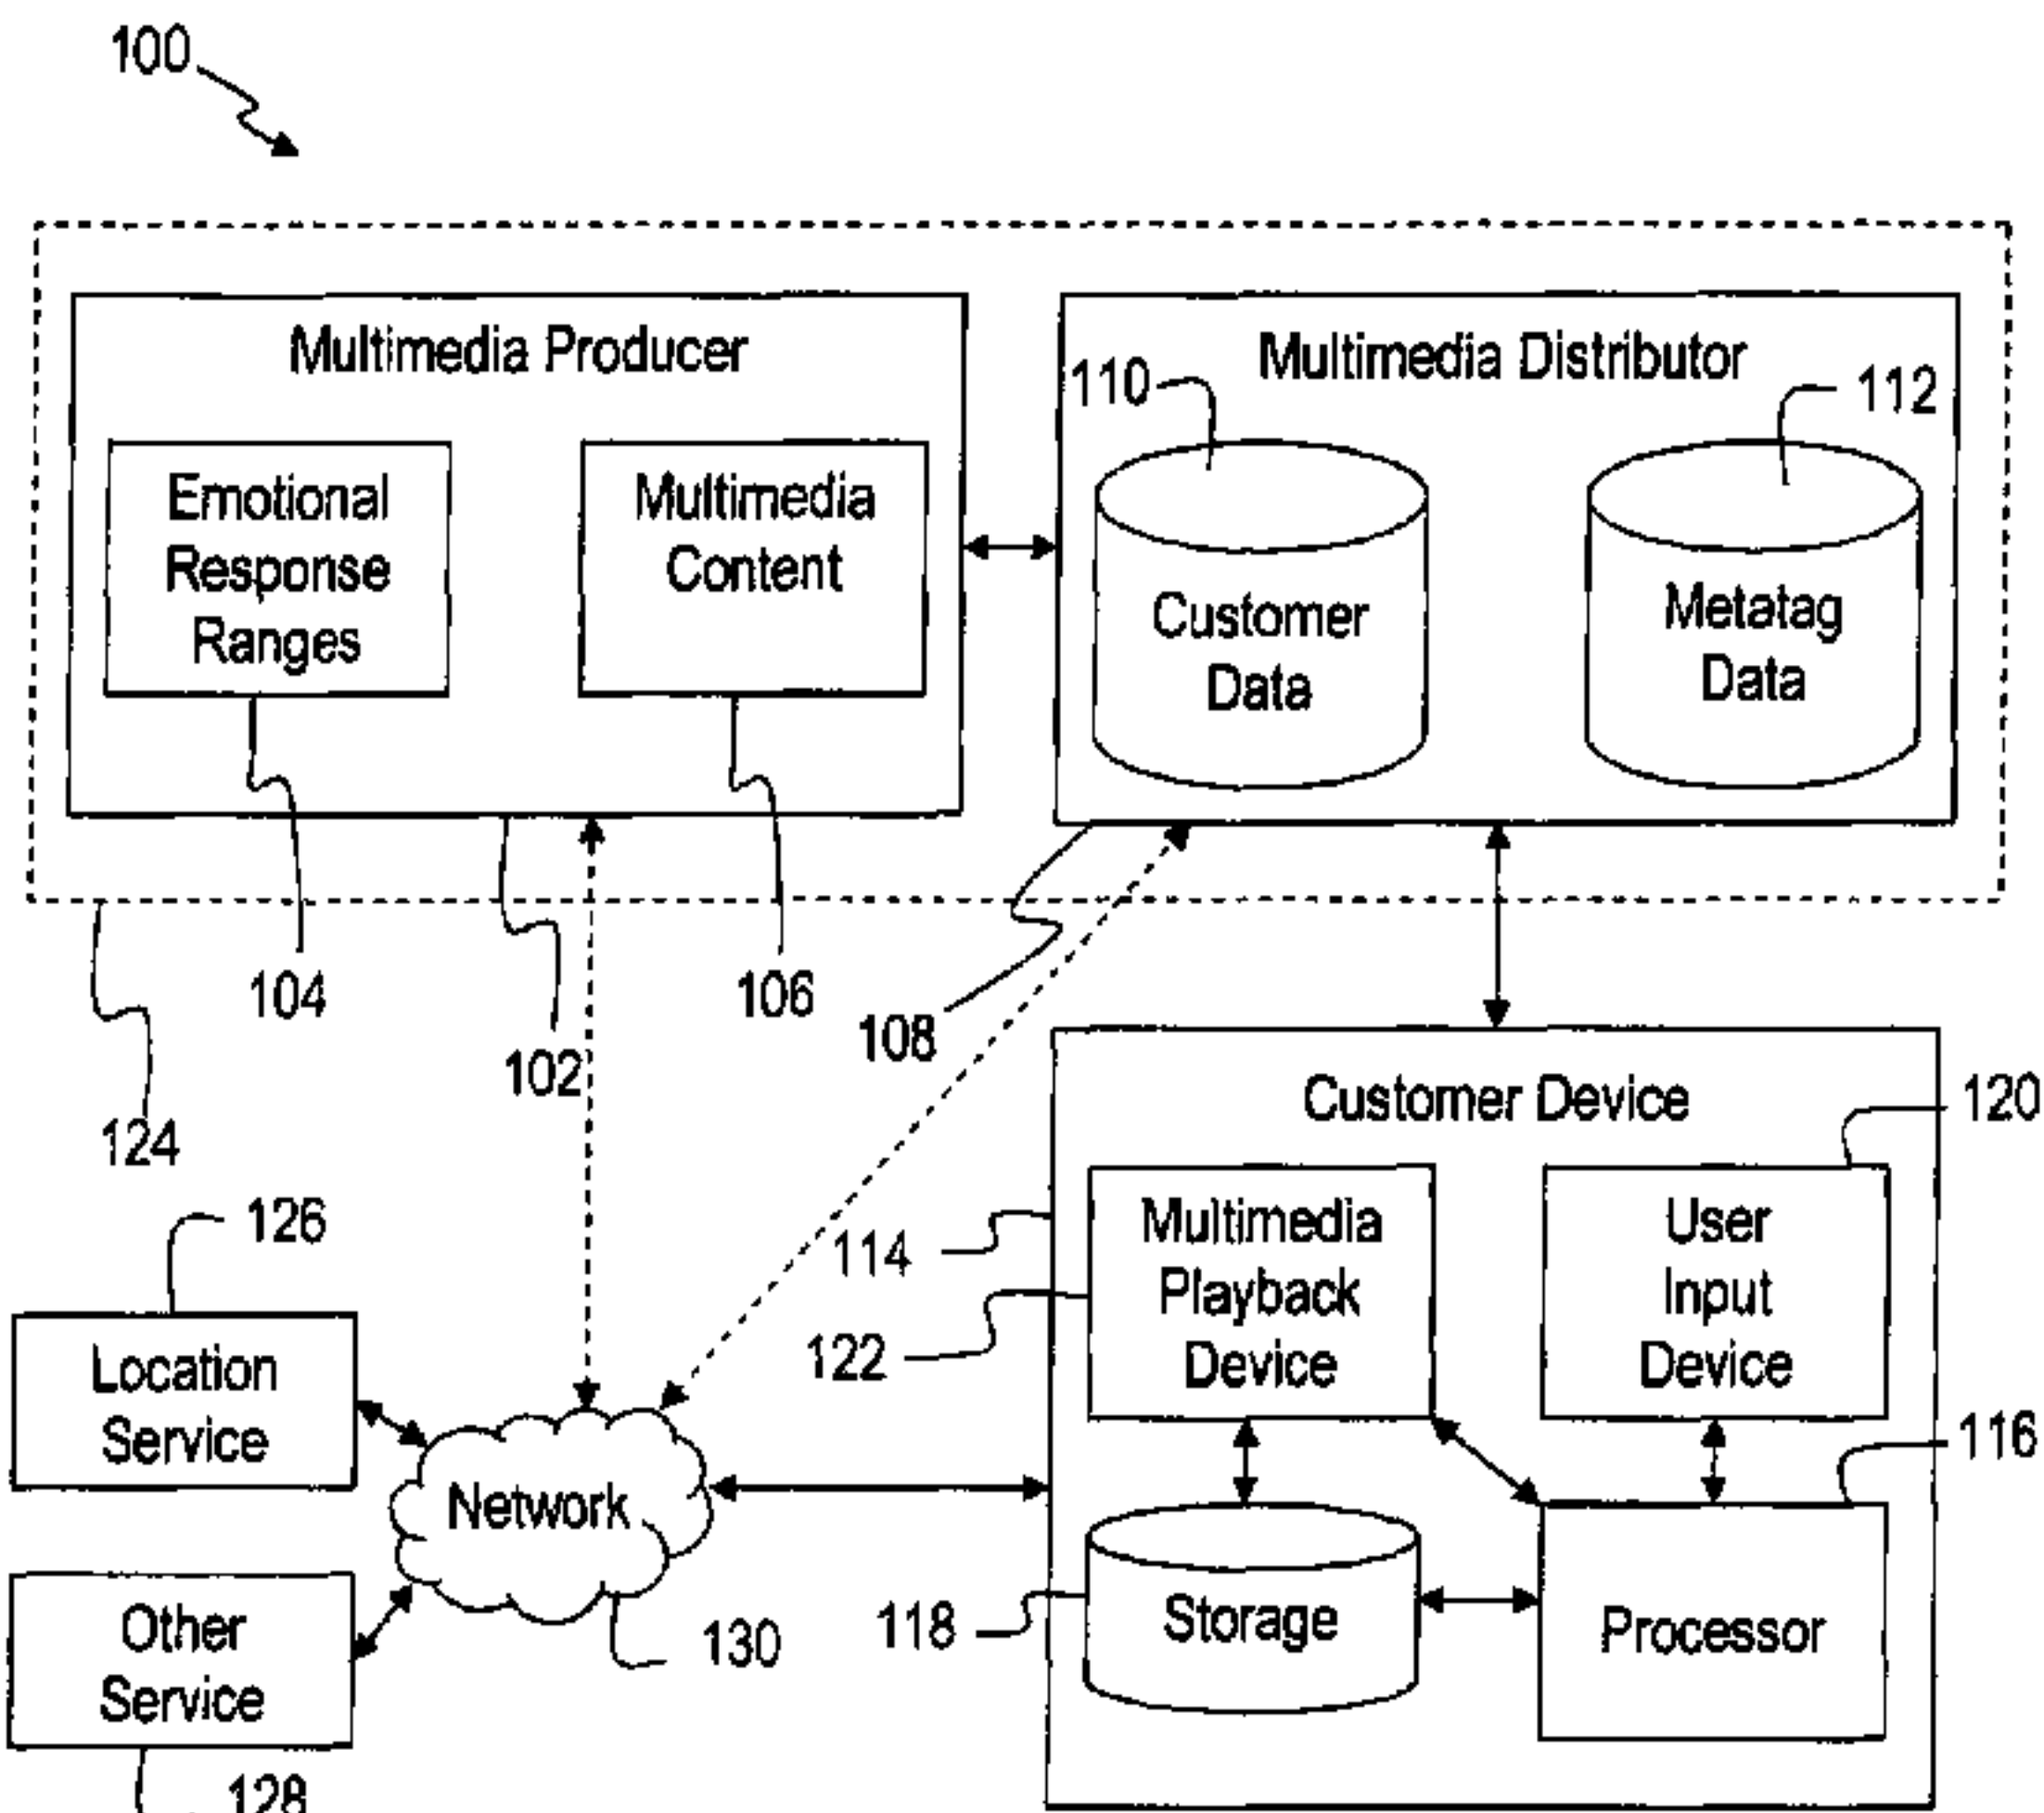 100
Multimedia Producer
Emotional
Response
Ranges
Multimedia
Content
Multimedia Distributor
110
112
Customer
Data
Metatag
Data
104
102
106
108
124
Customer Device
120
126
114
Multimedia
Playback
Device
User
Input
Device
122
116
Location
Service
Network
118
Storage
Processor
Other
Service
130
128